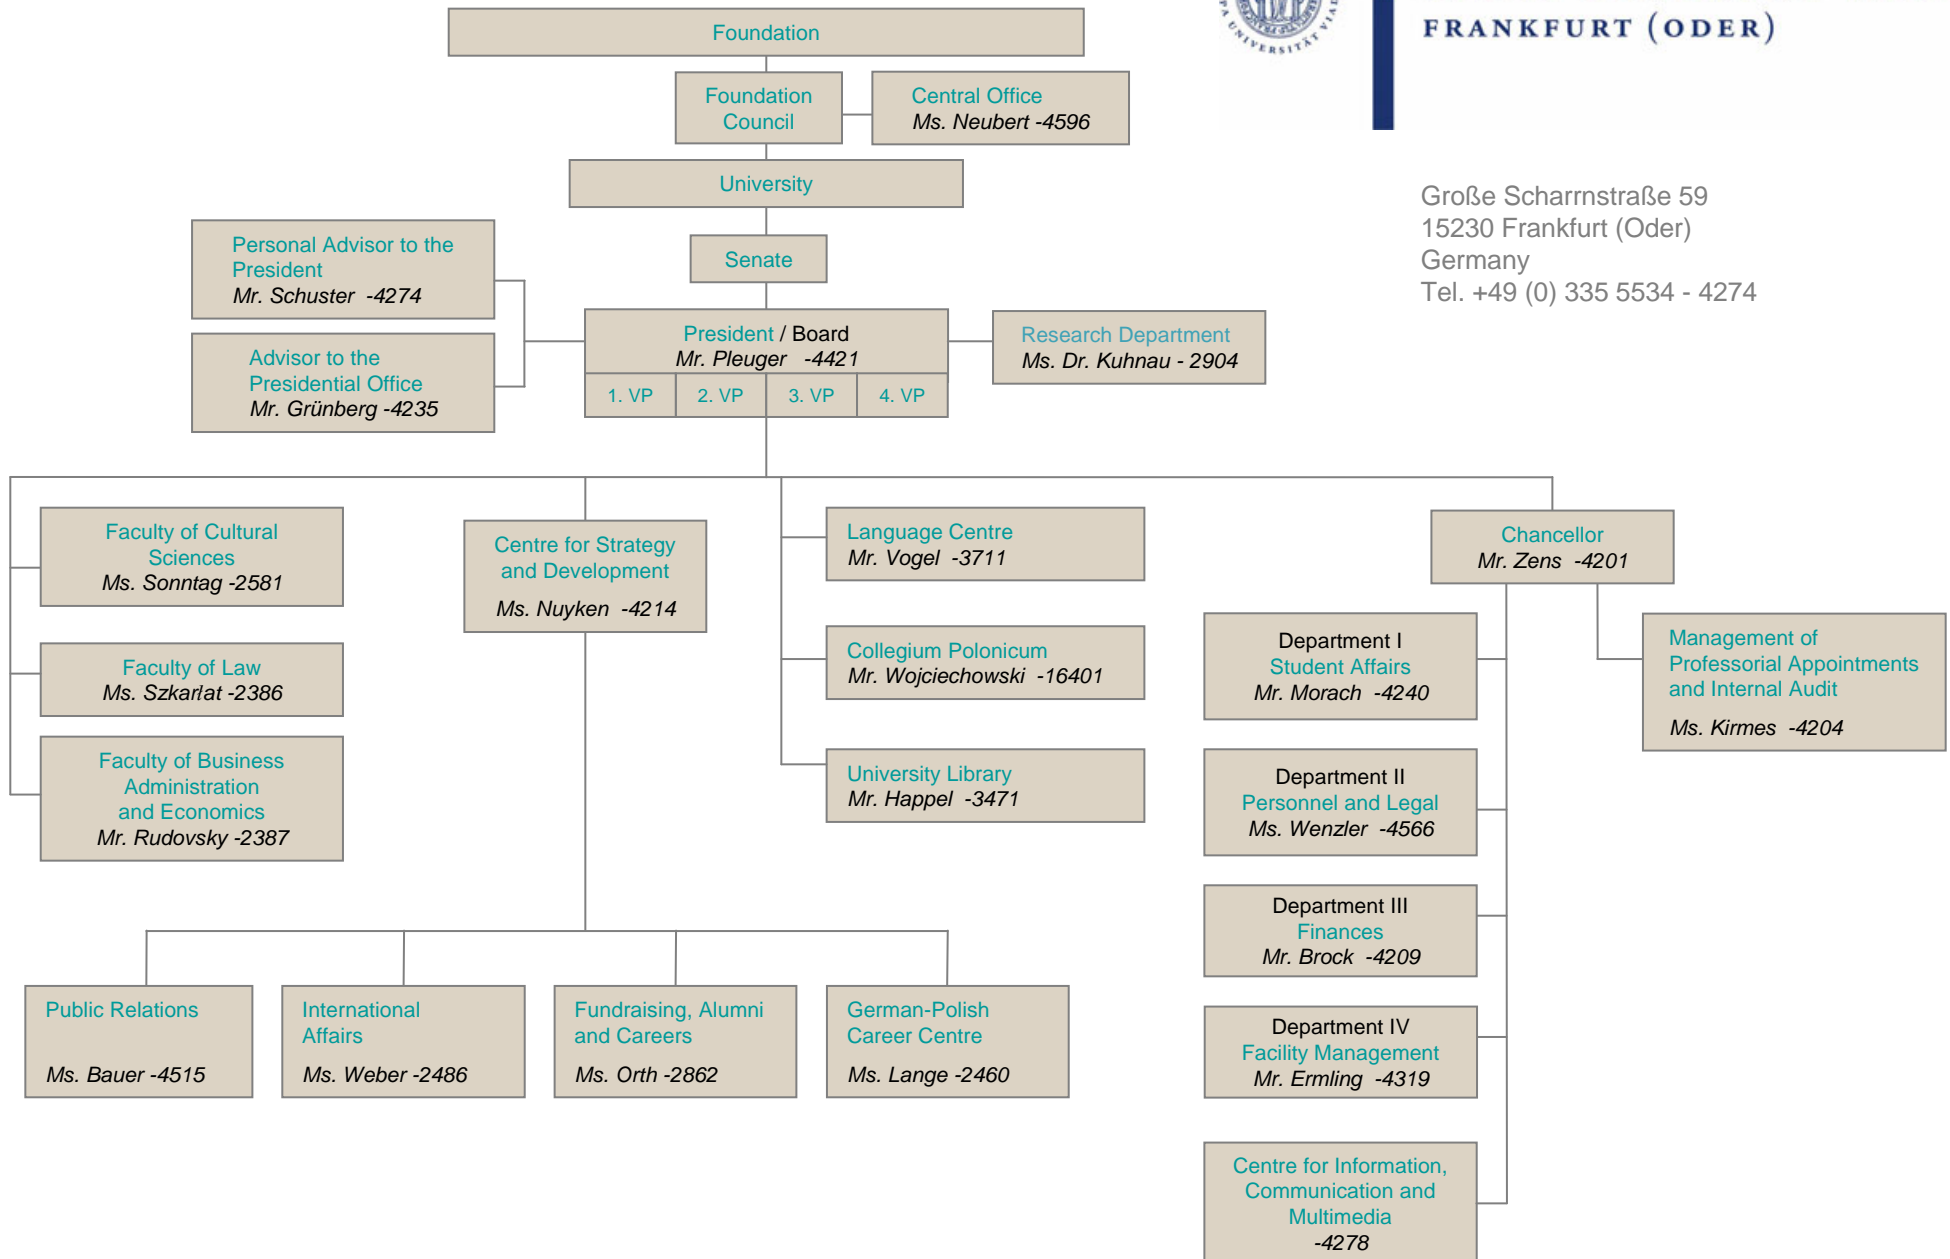 Foundation
UNIVERSITÄT
FRANKFURT (ODER)
Foundation
Council
Central Office
Ms. Neubert -4596
University
Große Scharrnstraße 59
15230 Frankfurt (Oder)
Germany
Tel. +49 (0) 335 5534 - 4274
Senate
Personal Advisor to the
President
Mr. Schuster -4274
Advisor to the
Presidential Office
Mr. Grünberg -4235
President / Board
Mr. Pleuger -4421
1. VP
2. VP
3. VP
4. VP
Research Department
Ms. Dr. Kuhnau - 2904
Faculty of Cultural
Sciences
Ms. Sonntag -2581
Faculty of Law
Ms. Szkarlat -2386
Faculty of Business
Administration
and Economics
Mr. Rudovsky -2387
Centre for Strategy
and Development
Ms. Nuyken -4214
Language Centre
Mr. Vogel -3711
Collegium Polonicum
Mr. Wojciechowski -16401
University Library
Mr. Happel -3471
Chancellor
Mr. Zens -4201
Department I
Student Affairs
Mr. Morach -4240
Department II
Personnel and Legal
Ms. Wenzler -4566
Department III
Finances
Mr. Brock -4209
Department IV
Facility Management
Mr. Ermling -4319
Centre for Information,
Communication and
Multimedia
-4278
Management of
Professorial Appointments
and Internal Audit
Ms. Kirmes -4204
Public Relations
Ms. Bauer -4515
International
Affairs
Ms. Weber -2486
Fundraising, Alumni
and Careers
Ms. Orth -2862
German-Polish
Career Centre
Ms. Lange -2460